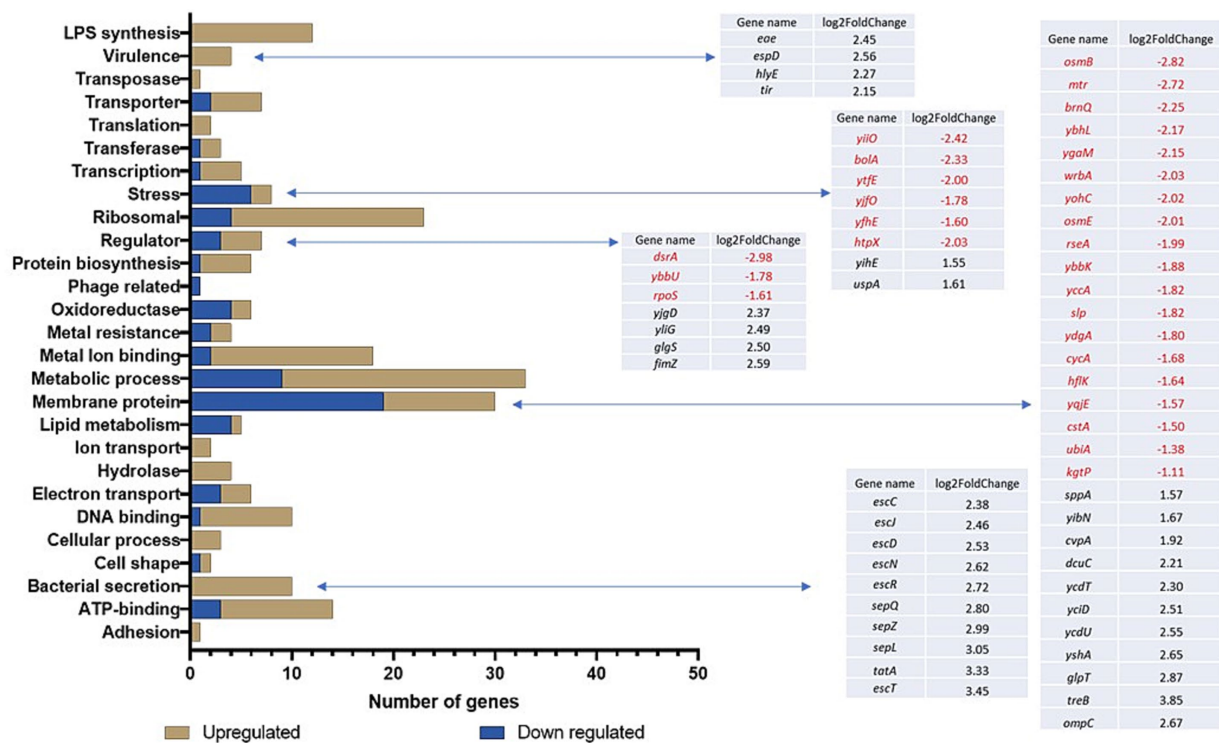 LPS synthesis
Virulence
Transposase
Transporter
Translation
Transferase
Transcription
Stress
Ribosomal
Regulator
Protein biosynthesis
Phage related
Oxidoreductase
Metal resistance
Metal Ion binding
Metabolic process
Membrane protein
Lipid metabolism
Ion transport
Hydrolase
Electron transport
DNA binding
Cellular process
Cell shape
Bacterial secretion
ATP-binding
Adhesion
0 10 20 30 40 50
Number of genes
Upregulated Down regulated
Gene name log2FoldChange
eae 2.45
espD 2.56
hlyE 2.27
tir 2.15
Gene name log2FoldChange
yiiO -2.42
bolA -2.33
ytfE -2.00
yjfO -1.78
yfhE -1.60
htpX -2.03
yihE 1.55
uspA 1.61
Gene name log2FoldChange
dsrA -2.98
ybbU -1.78
rpoS -1.61
yjgD 2.37
yliG 2.49
glgS 2.50
fimZ 2.59
Gene name log2FoldChange
escC 2.38
escJ 2.46
escD 2.53
escN 2.62
escR 2.72
sepQ 2.80
sepZ 2.99
sepL 3.05
tatA 3.33
escT 3.45
Gene name log2FoldChange
osmB -2.82
mtr -2.72
brnQ -2.25
ybhL -2.17
ygaM -2.15
wrbA -2.03
yohC -2.02
osmE -2.01
rseA -1.99
ybbK -1.88
yccA -1.82
slp -1.82
ydgA -1.80
cycA -1.68
hflK -1.64
yqjE -1.57
cstA -1.50
ubiA -1.38
kgtP -1.11
sppA 1.57
yibN 1.67
cvpA 1.92
dcuC 2.21
ycdT 2.30
yciD 2.51
ycdU 2.55
yshA 2.65
glpT 2.87
treB 3.85
ompC 2.67